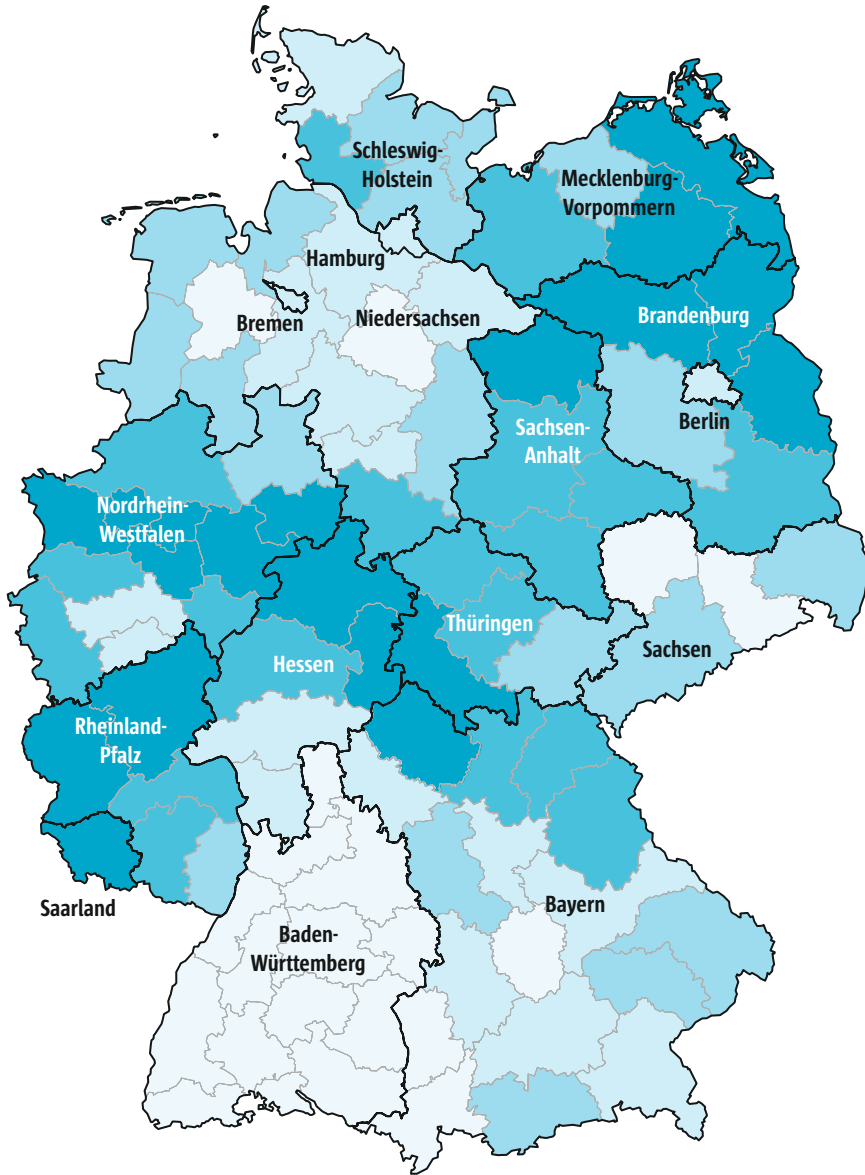 Schleswig-
Holstein
Mecklenburg-
Vorpommern
Hamburg
Bremen
Niedersachsen
Brandenburg
Berlin
Sachsen-
Anhalt
Nordrhein-
Westfalen
Thüringen
Sachsen
Hessen
Rheinland-
Pfalz
Saarland
Bayern
Baden-
Württemberg